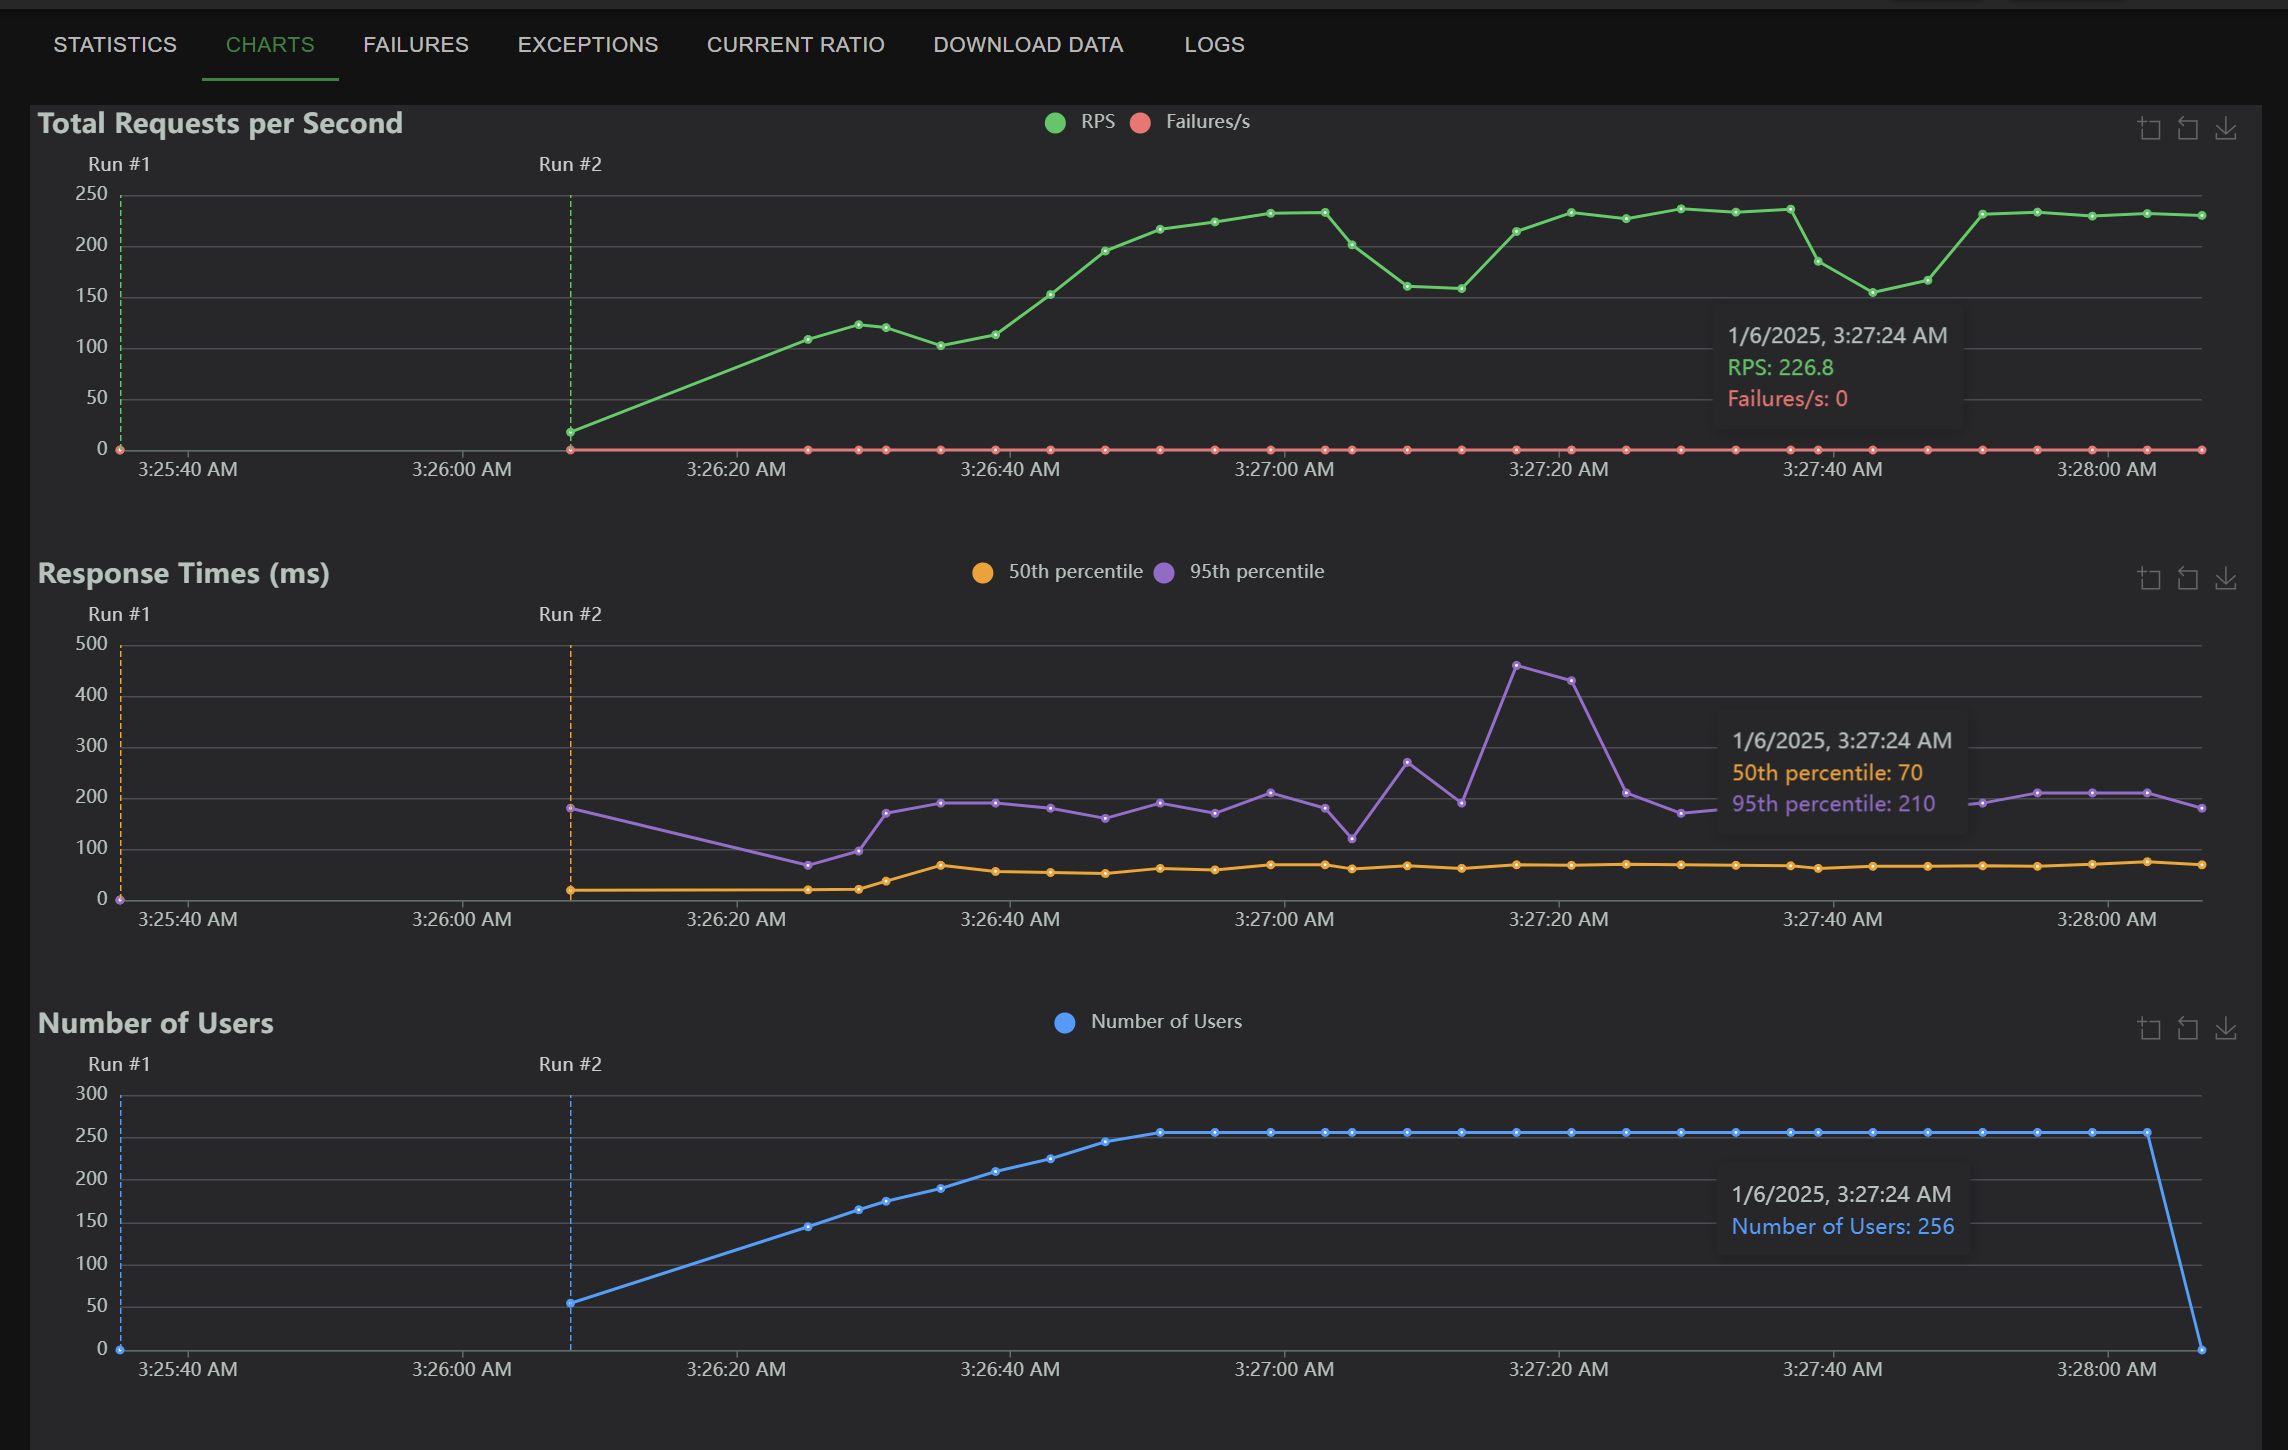 STATISTICS CHARTS FAILURES EXCEPTIONS CURRENT RATIO DOWNLOAD DATA LOGS
Total Requests per Second
RPS Failures/s
Run #1 Run #2
250
200
150
100
50
0
1/6/2025, 3:27:24 AM
RPS: 226.8
Failures/s: 0
3:25:40 AM 3:26:00 AM 3:26:20 AM 3:26:40 AM 3:27:00 AM 3:27:20 AM 3:27:40 AM 3:28:00 AM
Response Times (ms)
50th percentile 95th percentile
Run #1 Run #2
500
400
300
200
100
0
1/6/2025, 3:27:24 AM
50th percentile: 70
95th percentile: 210
3:25:40 AM 3:26:00 AM 3:26:20 AM 3:26:40 AM 3:27:00 AM 3:27:20 AM 3:27:40 AM 3:28:00 AM
Number of Users
Number of Users
Run #1 Run #2
300
250
200
150
100
50
0
1/6/2025, 3:27:24 AM
Number of Users: 256
3:25:40 AM 3:26:00 AM 3:26:20 AM 3:26:40 AM 3:27:00 AM 3:27:20 AM 3:27:40 AM 3:28:00 AM